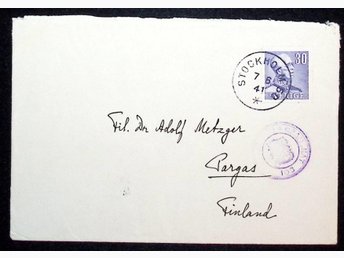 30
STOCKHOLM
7 6
41
Fil. Dr Adolf Metzger
Pargas
Finland